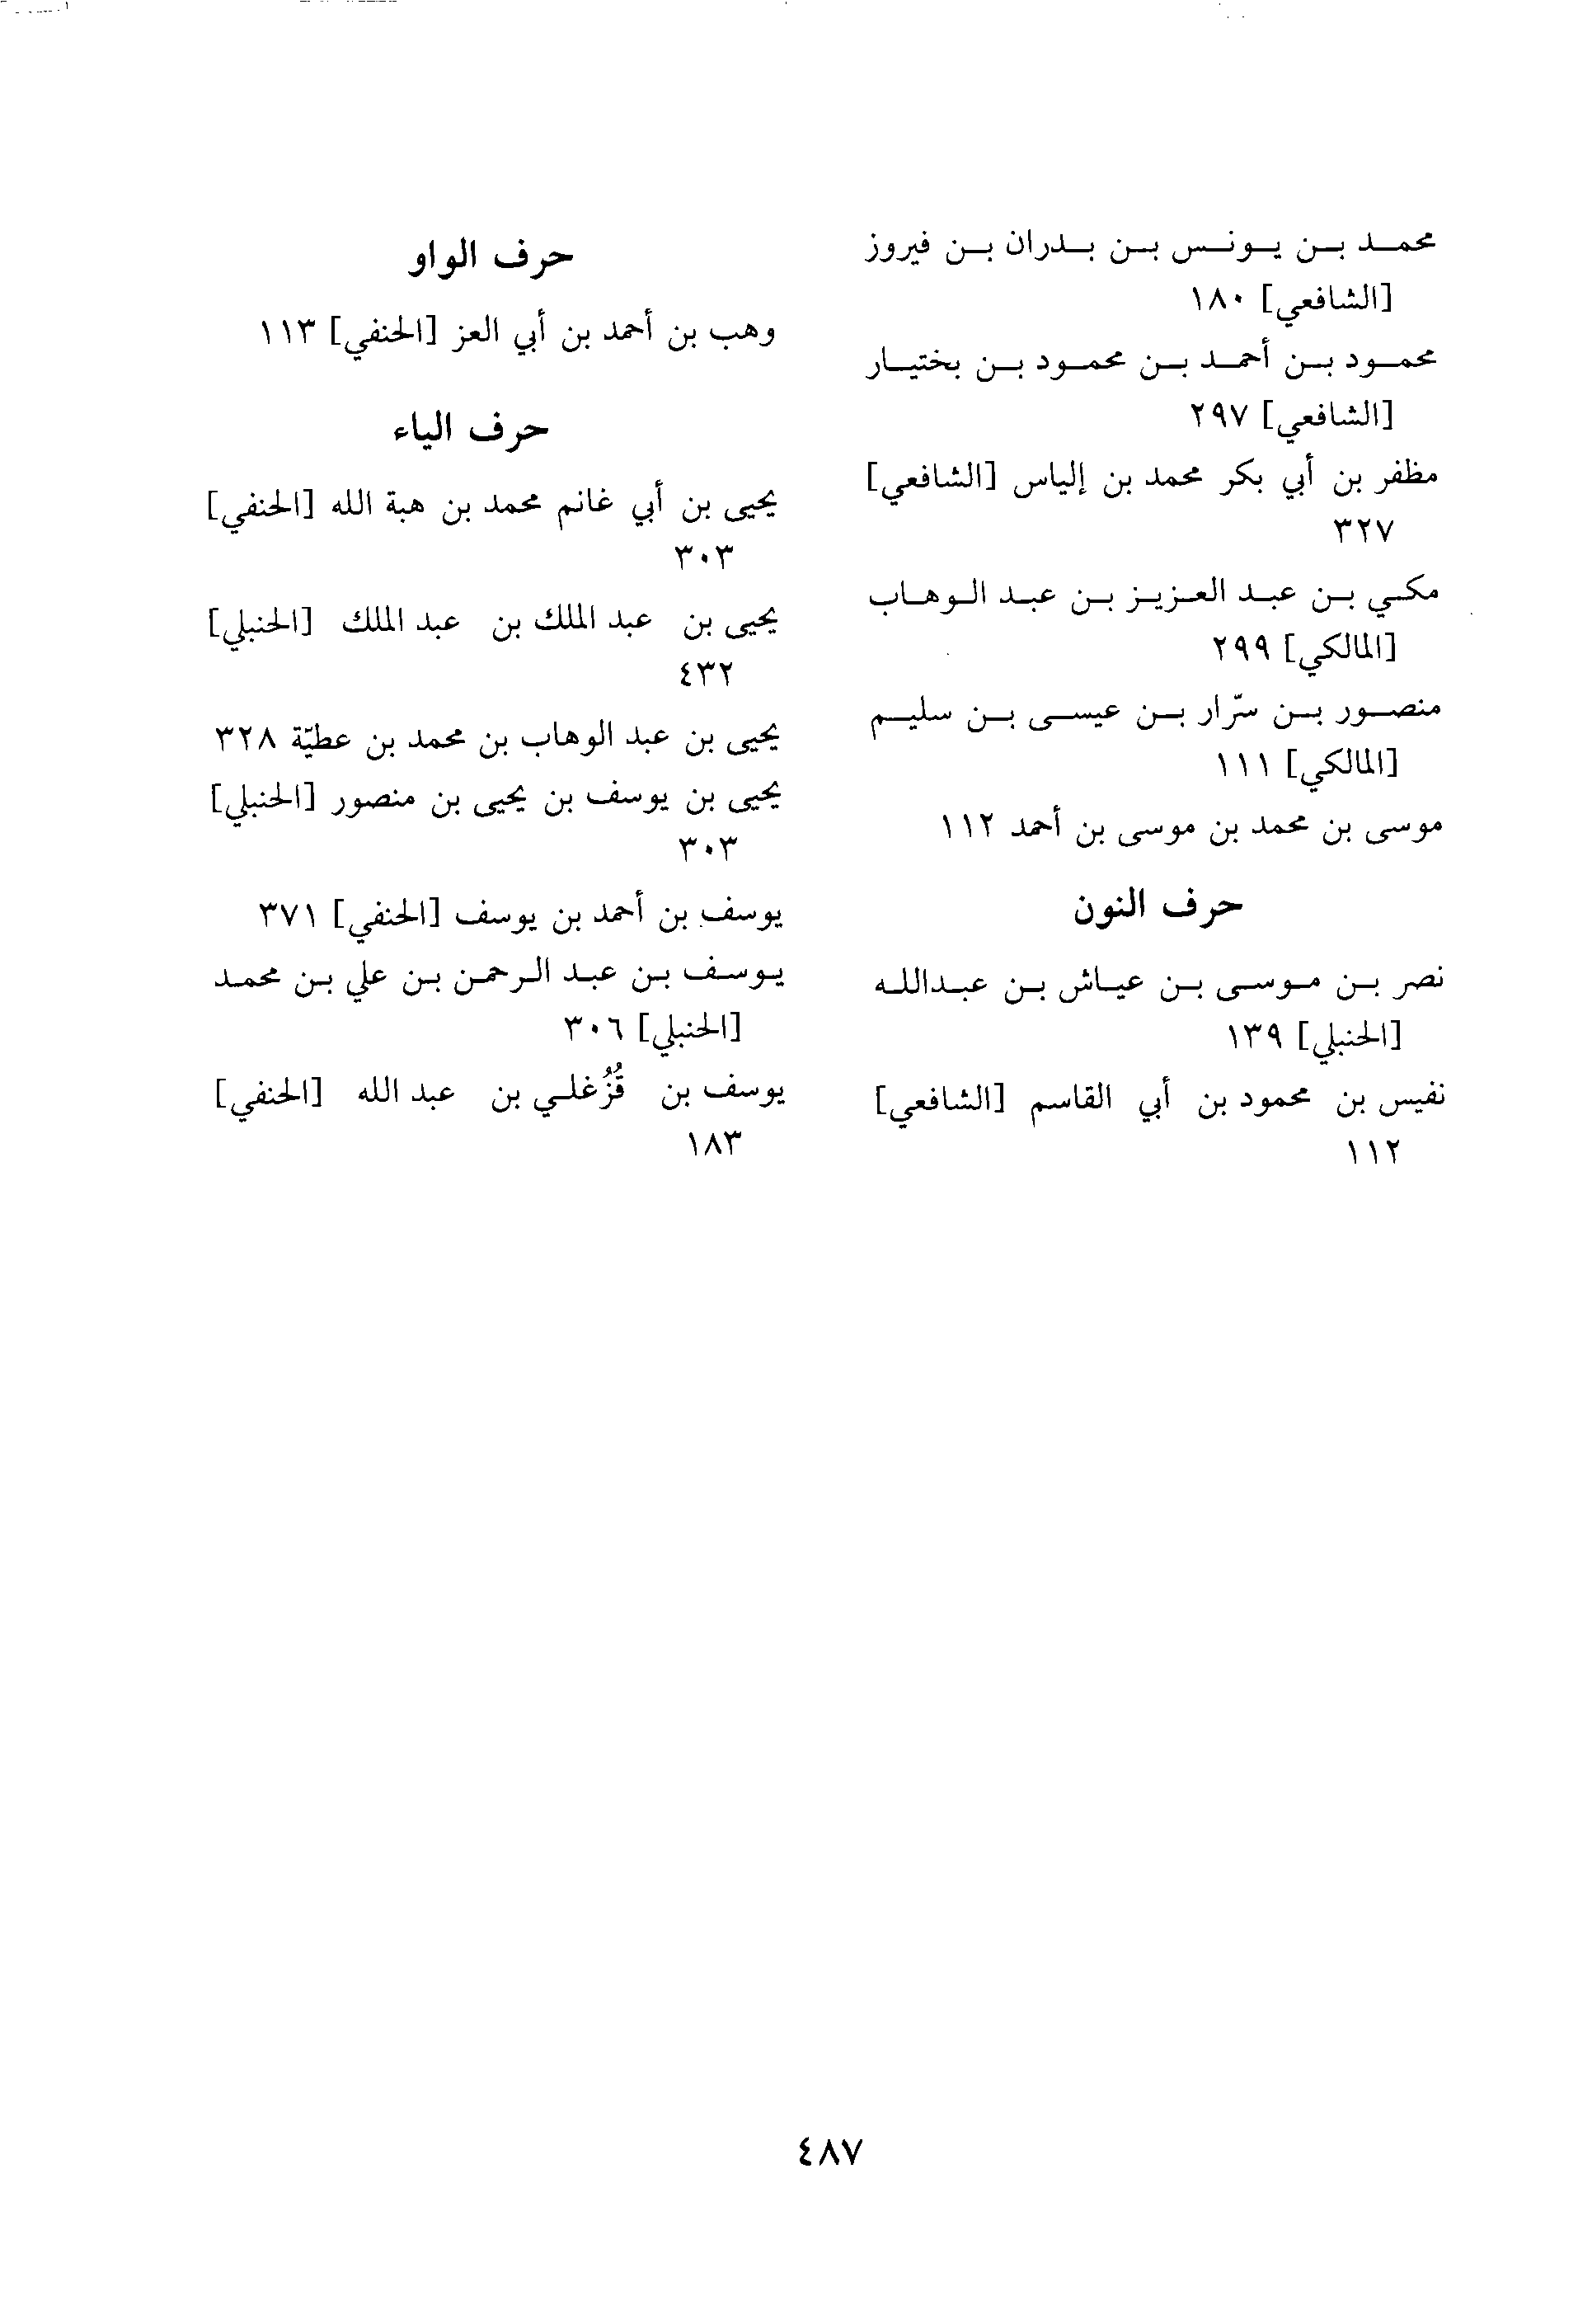 محمد بن يونس بن بدران بن فيروز
[الشافعي] ١٨٠
محمود بن أحمد بن محمود بن بختيار
[الشافعي] ٢٩٧
مظفر بن أبي بكر محمد بن إلياس [الشافعي]
٣٢٧
مكي بن عبد العزيز بن عبد الوهاب
[المالكي] ٢٩٩
منصور بن سرّار بن عيسى بن سليم
[المالكي] ١١١
موسى بن محمد بن موسى بن أحمد ١١٢
حرف النون
نصر بن موسى بن عياش بن عبدالله
[الحنبلي] ١٣٩
نفيس بن محمود بن أبي القاسم [الشافعي]
١١٢
حرف الواو
وهب بن أحمد بن أبي العز [الحنفي] ١١٣
حرف الياء
يحيى بن أبي غانم محمد بن هبة الله [الحنفي]
٣٠٣
يحيى بن عبد الملك بن عبد الملك [الحنبلي]
٤٣٢
يحيى بن عبد الوهاب بن محمد بن عطيّة ٣٢٨
يحيى بن يوسف بن يحيى بن منصور [الحنبلي]
٣٠٣
يوسف بن أحمد بن يوسف [الحنفي] ٣٧١
يوسف بن عبد الرحمن بن علي بن محمد
[الحنبلي] ٣٠٦
يوسف بن قُزُغلي بن عبد الله [الحنفي]
١٨٣
٤٨٧